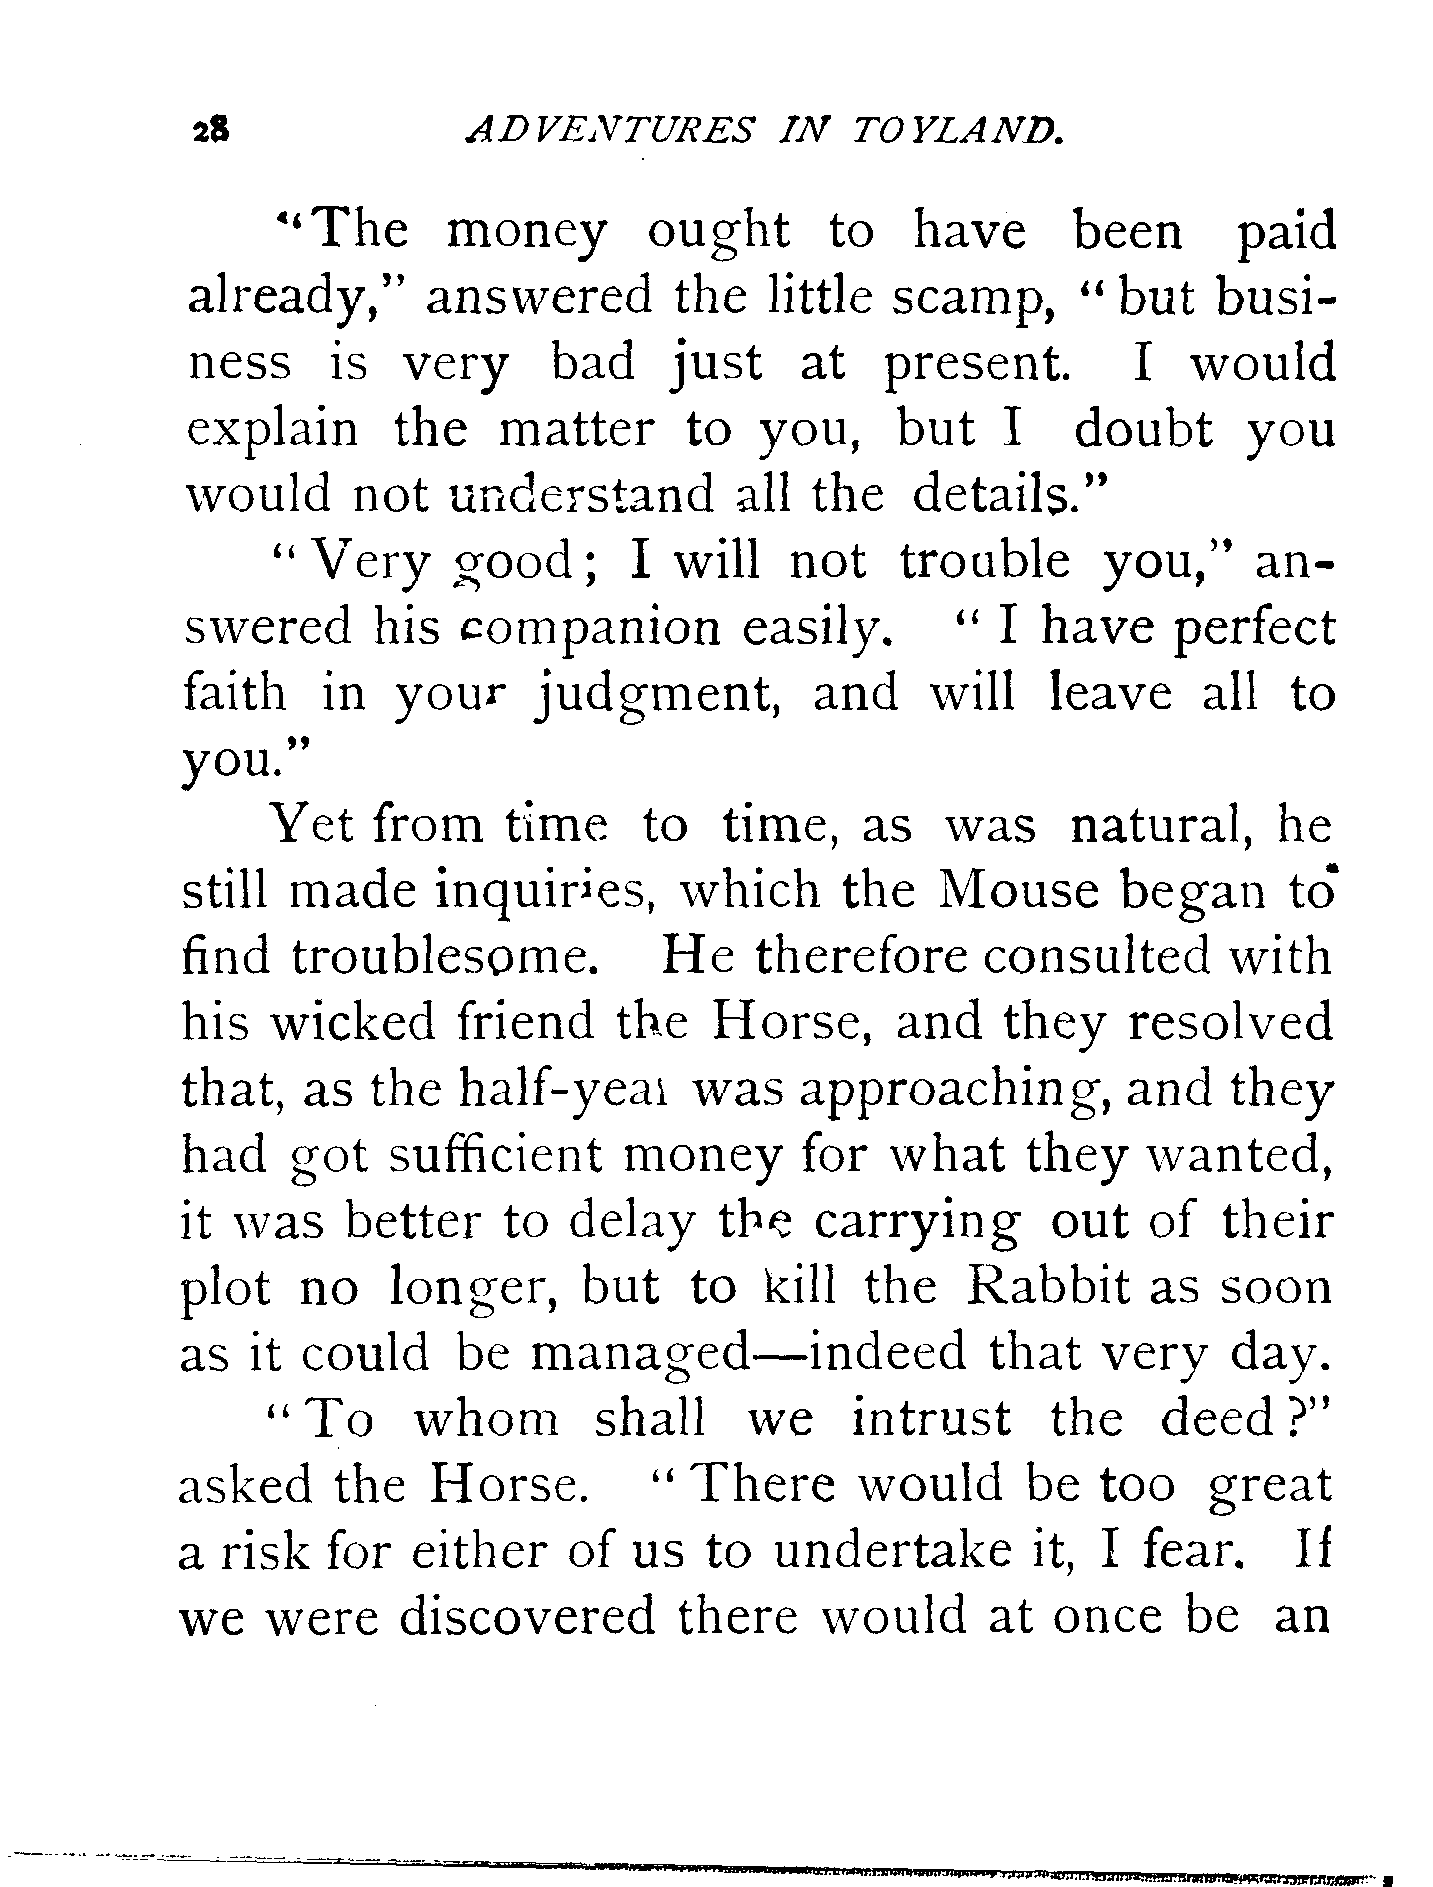 28 ADVENTURES IN TOYLAND.
"The money ought to have been paid
already," answered the little scamp, "but busi-
ness is very bad just at present. I would
explain the matter to you, but I doubt you
would not understand all the details."
"Very good; I will not trouble you," an-
swered his companion easily. "I have perfect
faith in your judgment, and will leave all to
you."
Yet from time to time, as was natural, he
still made inquiries, which the Mouse began to
find troublesome. He therefore consulted with
his wicked friend the Horse, and they resolved
that, as the half-year was approaching, and they
had got sufficient money for what they wanted,
it was better to delay the carrying out of their
plot no longer, but to kill the Rabbit as soon
as it could be managed—indeed that very day.
"To whom shall we intrust the deed?"
asked the Horse. "There would be too great
a risk for either of us to undertake it, I fear. If
we were discovered there would at once be an